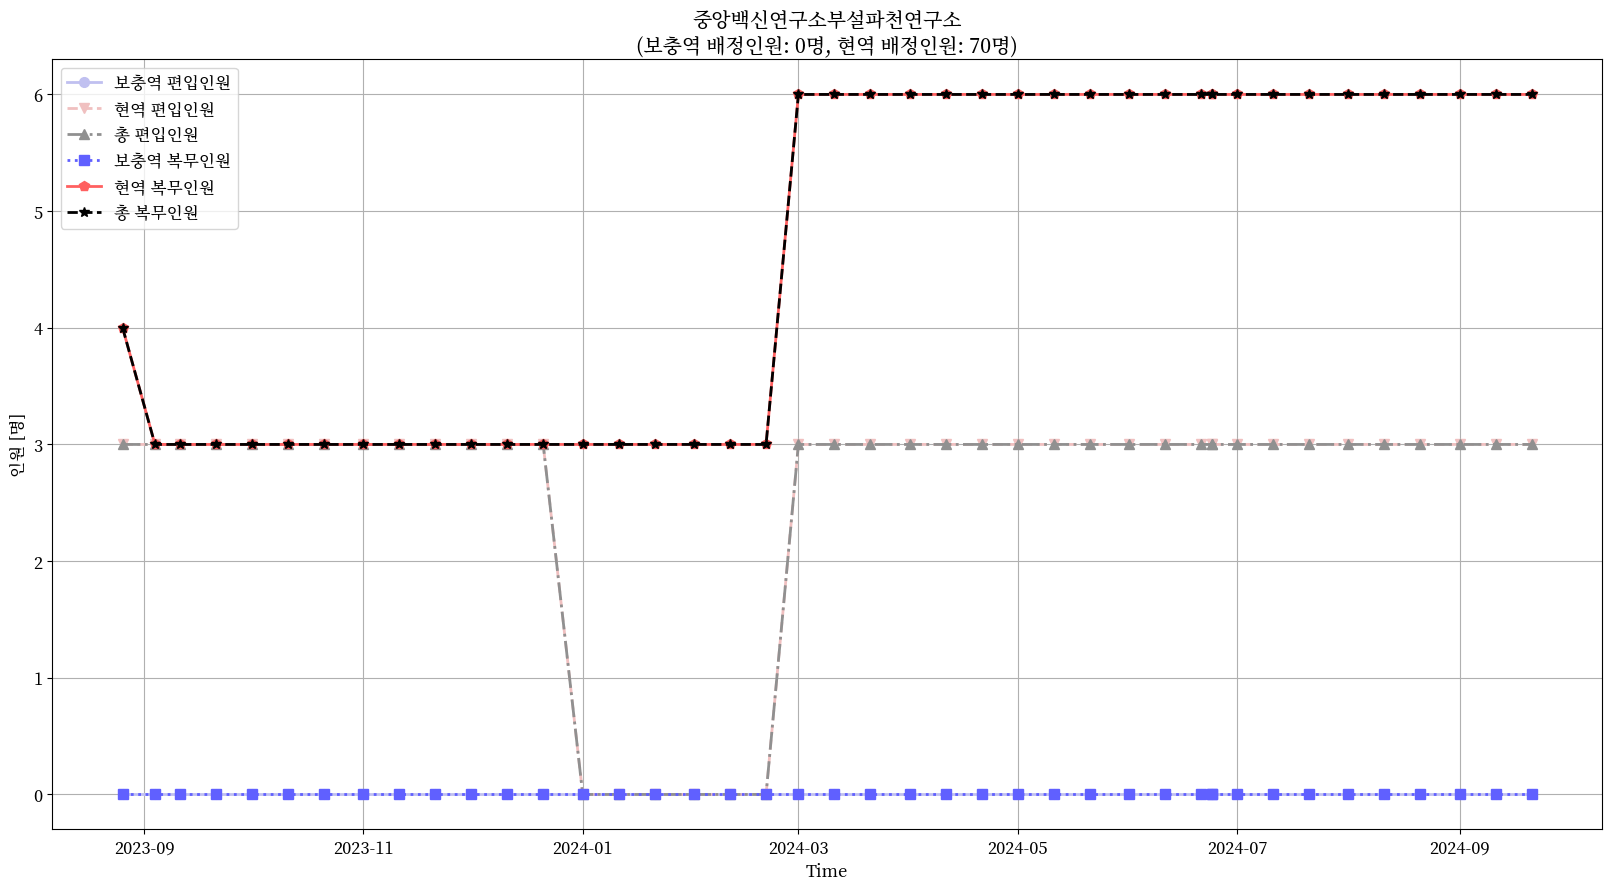 중앙백신연구소부설파천연구소
(보충역 배정인원: 0명, 현역 배정인원: 70명)
보충역 편입인원
현역 편입인원
총 편입인원
보충역 복무인원
현역 복무인원
총 복무인원
6
5
4
3
2
1
0
인원 [명]
2023-09
2023-11
2024-01
2024-03
2024-05
2024-07
2024-09
Time